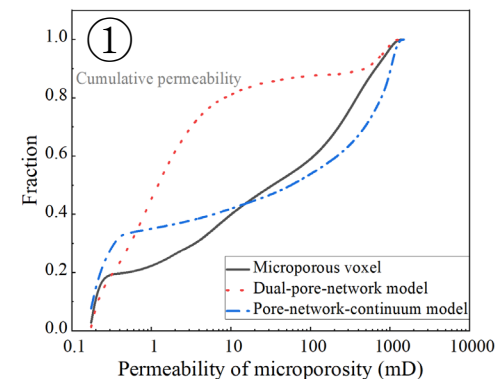 ①
Cumulative permeability
1.0
0.8
0.6
0.4
0.2
0.0
Fraction
Microporous voxel
Dual-pore-network model
Pore-network-continuum model
0.1 1 10 100 1000 10000
Permeability of microporosity (mD)